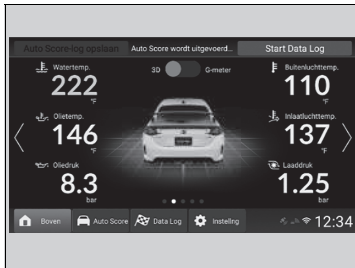 Auto Score-log opslaan
Auto Score wordt uitgevoerd...
Start Data Log
Watertemp.
222
°F
3D
G-meter
Buitenluchttemp.
110
°F
Olietemp.
146
°F
Inlaatluchttemp.
137
°F
Oliedruk
8.3
bar
Laaddruk
1.25
bar
Boven
Auto Score
Data Log
Instellng
12:34